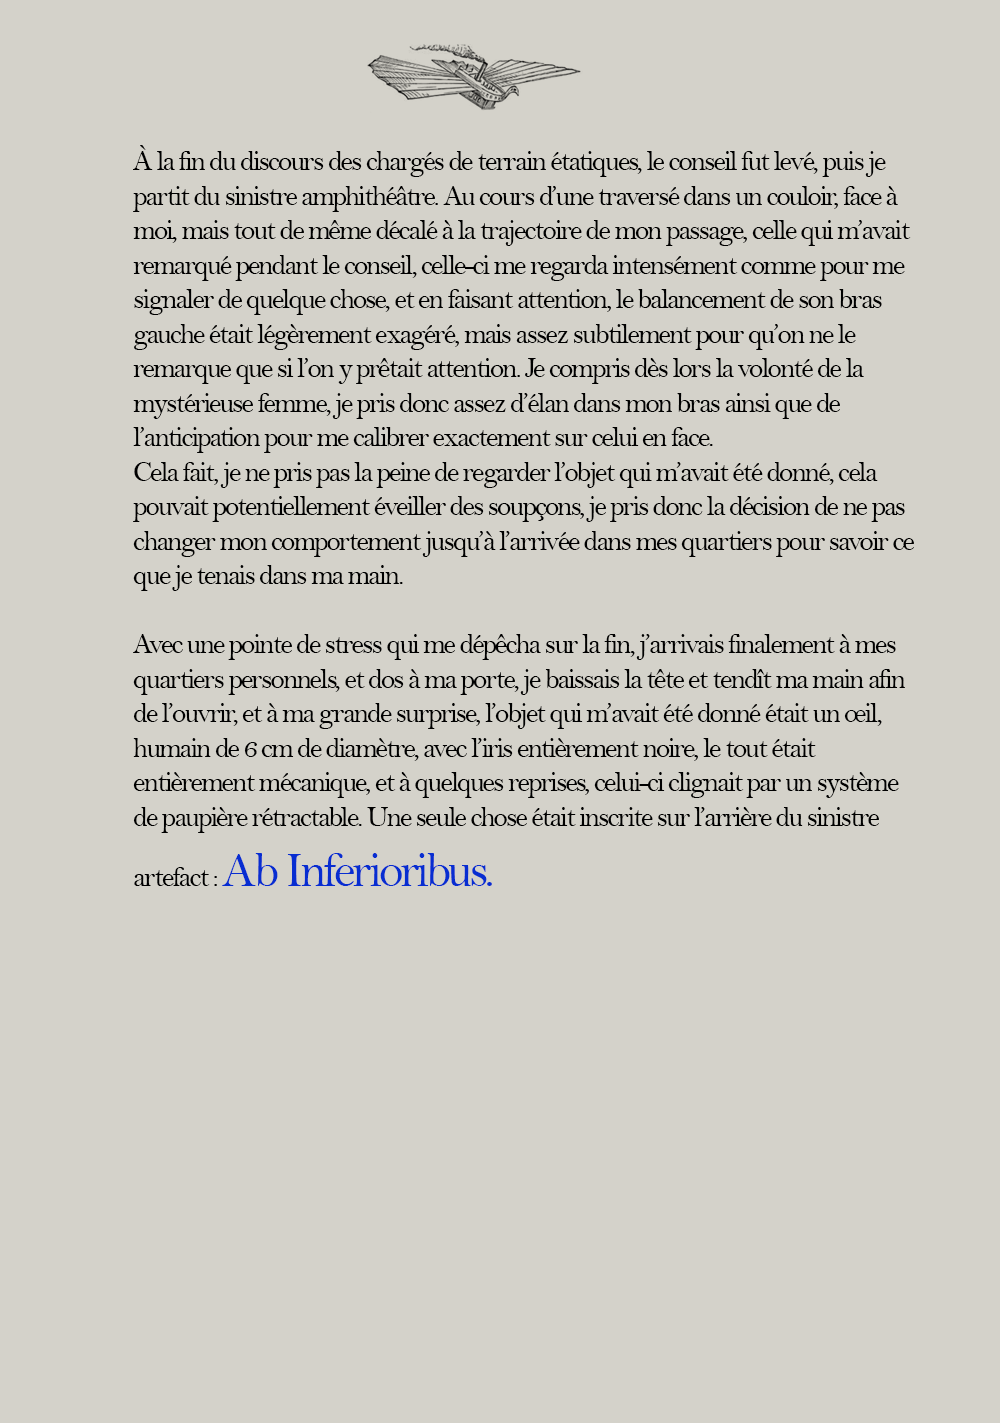 À la fin du discours des chargés de terrain étatiques, le conseil fut levé, puis je
partit du sinistre amphithéâtre. Au cours d’une traversé dans un couloir, face à
moi, mais tout de même décalé à la trajectoire de mon passage, celle qui m’avait
remarqué pendant le conseil, celle-ci me regarda intensément comme pour me
signaler de quelque chose, et en faisant attention, le balancement de son bras
gauche était légèrement exagéré, mais assez subtilement pour qu’on ne le
remarque que si l’on y prêtait attention. Je compris dès lors la volonté de la
mystérieuse femme, je pris donc assez d’élan dans mon bras ainsi que de
l’anticipation pour me calibrer exactement sur celui en face.
Cela fait, je ne pris pas la peine de regarder l’objet qui m’avait été donné, cela
pouvait potentiellement éveiller des soupçons, je pris donc la décision de ne pas
changer mon comportement jusqu’à l’arrivée dans mes quartiers pour savoir ce
que je tenais dans ma main.
Avec une pointe de stress qui me dépêcha sur la fin, j’arrivais finalement à mes
quartiers personnels, et dos à ma porte, je baissais la tête et tendît ma main afin
de l’ouvrir, et à ma grande surprise, l’objet qui m’avait été donné était un œil,
humain de 6 cm de diamètre, avec l’iris entièrement noire, le tout était
entièrement mécanique, et à quelques reprises, celui-ci clignait par un système
de paupière rétractable. Une seule chose était inscrite sur l’arrière du sinistre
artefact : Ab Inferioribus.